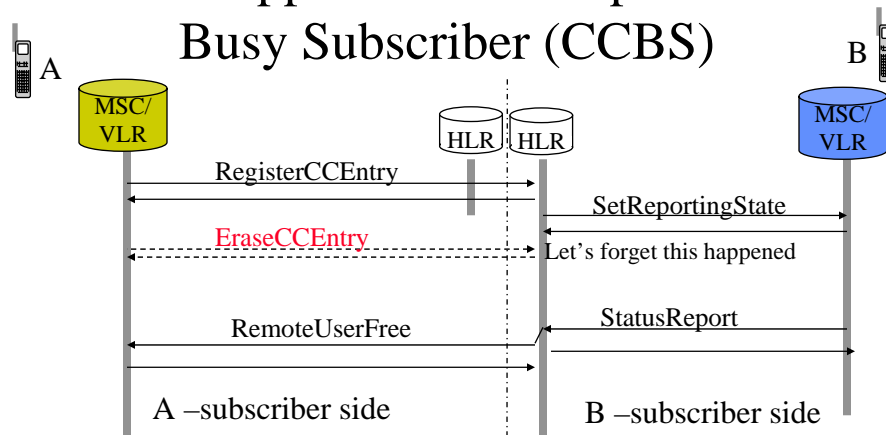 Busy Subscriber (CCBS)
A
B
MSC/
VLR
HLR
HLR
MSC/
VLR
RegisterCCEntry
SetReportingState
EraseCCEntry
Let's forget this happened
StatusReport
RemoteUserFree
A –subscriber side
B –subscriber side